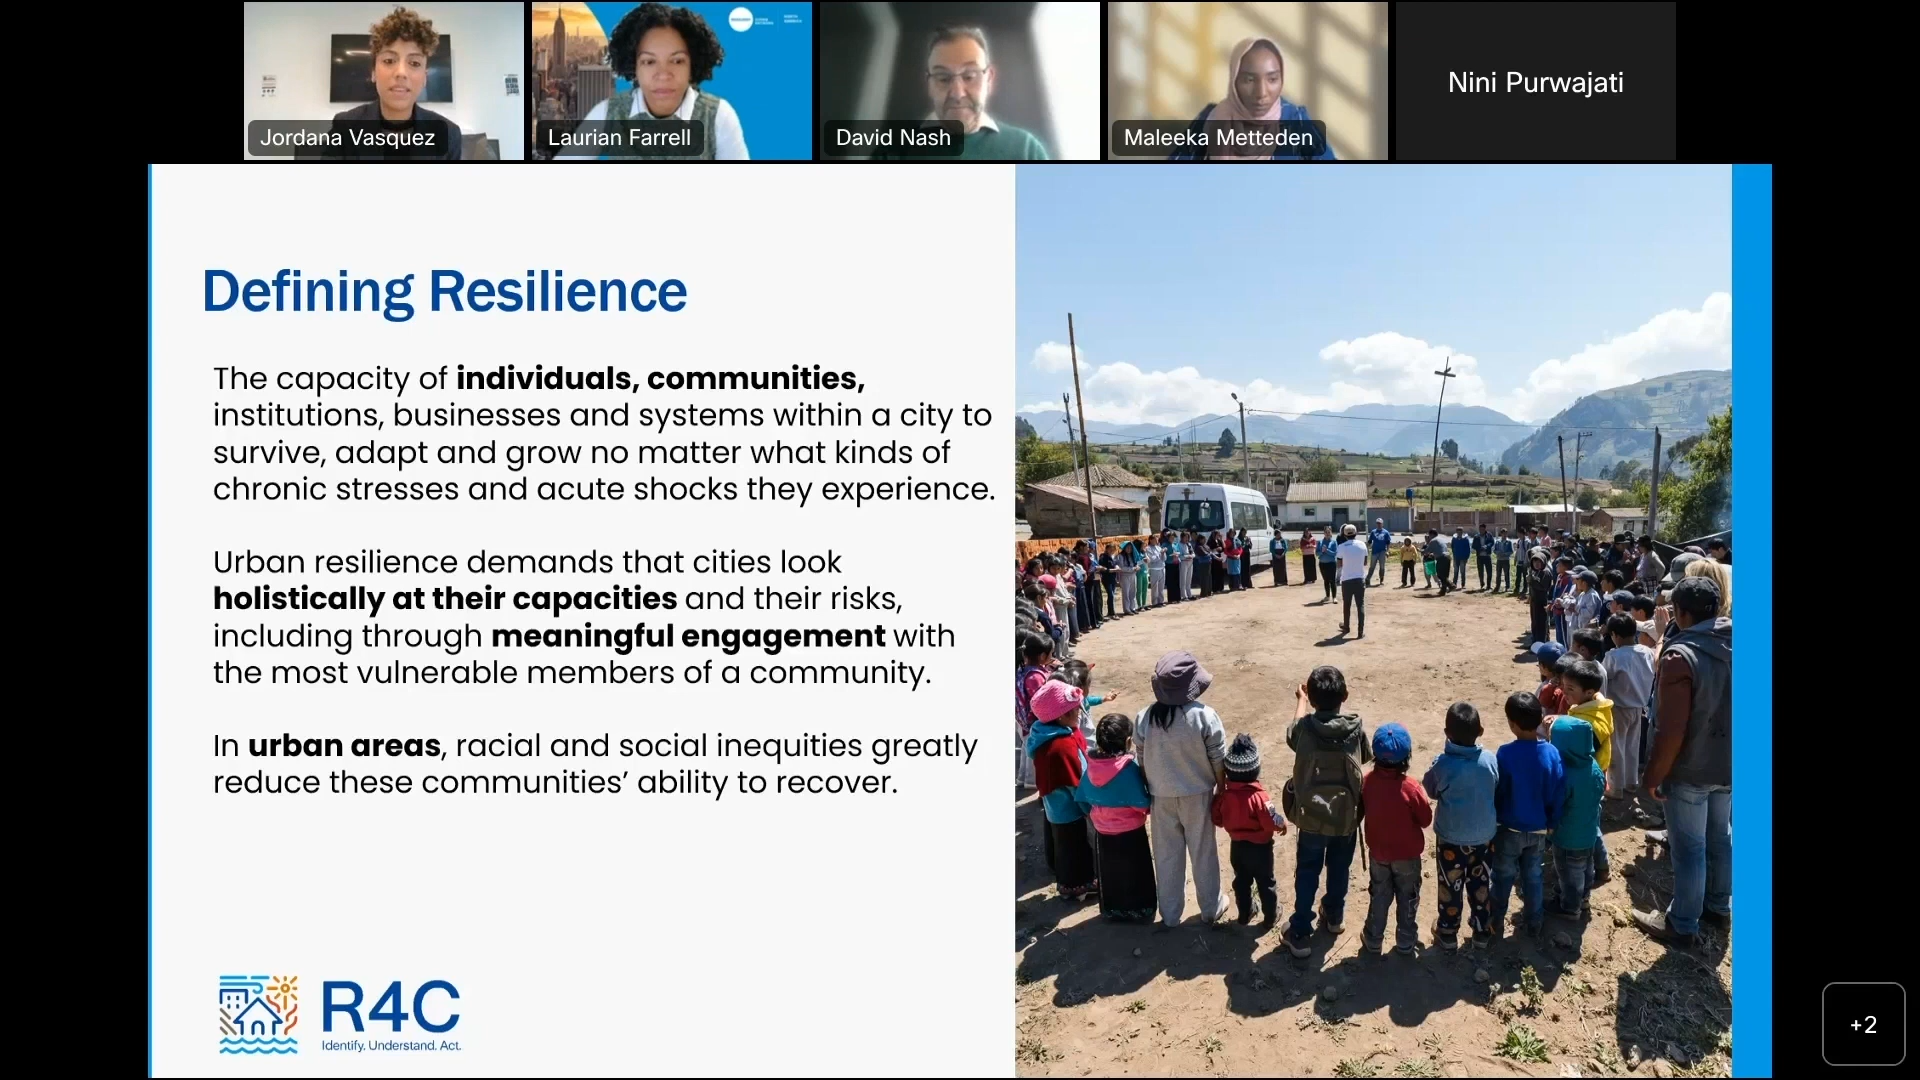 Jordana Vasquez
Laurian Farrell
David Nash
Maleeka Metteden
Nini Purwajati
Defining Resilience
The capacity of individuals, communities,
institutions, businesses and systems within a city to
survive, adapt and grow no matter what kinds of
chronic stresses and acute shocks they experience.
Urban resilience demands that cities look
holistically at their capacities and their risks,
including through meaningful engagement with
the most vulnerable members of a community.
In urban areas, racial and social inequities greatly
reduce these communities’ ability to recover.
R4C
Identify. Understand. Act.
+2